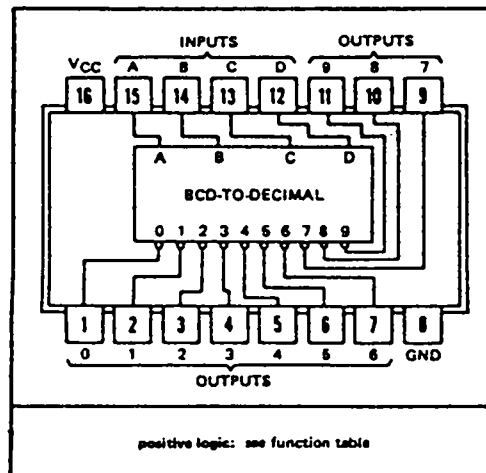 INPUTS OUTPUTS
VCC A B C D 9 8 7
16 15 14 13 12 11 10 9
A B C D
BCD-TO-DECIMAL
0 1 2 3 4 5 6 7 8 9
1 2 3 4 5 6 7 8
0 1 2 3 4 5 6 GND
OUTPUTS
positive logic: see function table